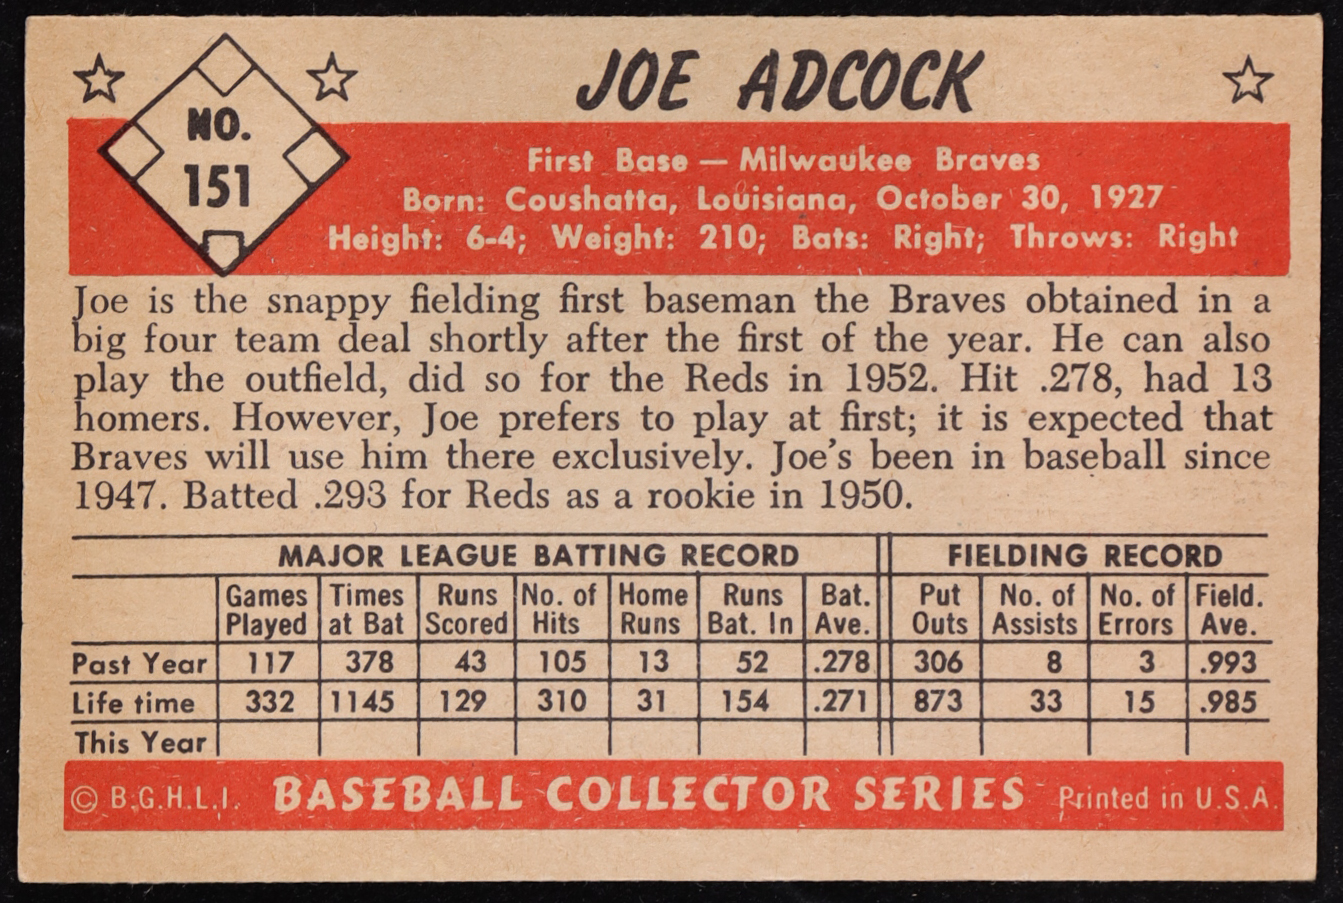 NO.
151
JOE ADCOCK
First Base — Milwaukee Braves
Born: Coushatta, Louisiana, October 30, 1927
Height: 6-4; Weight: 210; Bats: Right; Throws: Right
Joe is the snappy fielding first baseman the Braves obtained in a
big four team deal shortly after the first of the year. He can also
play the outfield, did so for the Reds in 1952. Hit .278, had 13
homers. However, Joe prefers to play at first; it is expected that
Braves will use him there exclusively. Joe's been in baseball since
1947. Batted .293 for Reds as a rookie in 1950.
MAJOR LEAGUE BATTING RECORD FIELDING RECORD
Games Times Runs No. of Home Runs Bat. Put No. of No. of Field.
Played at Bat Scored Hits Runs Bat. In Ave. Outs Assists Errors Ave.
Past Year 117 378 43 105 13 52 .278 306 8 3 .993
Life time 332 1145 129 310 31 154 .271 873 33 15 .985
This Year
© B.G.H.L.I. BASEBALL COLLECTOR SERIES Printed in U.S.A.